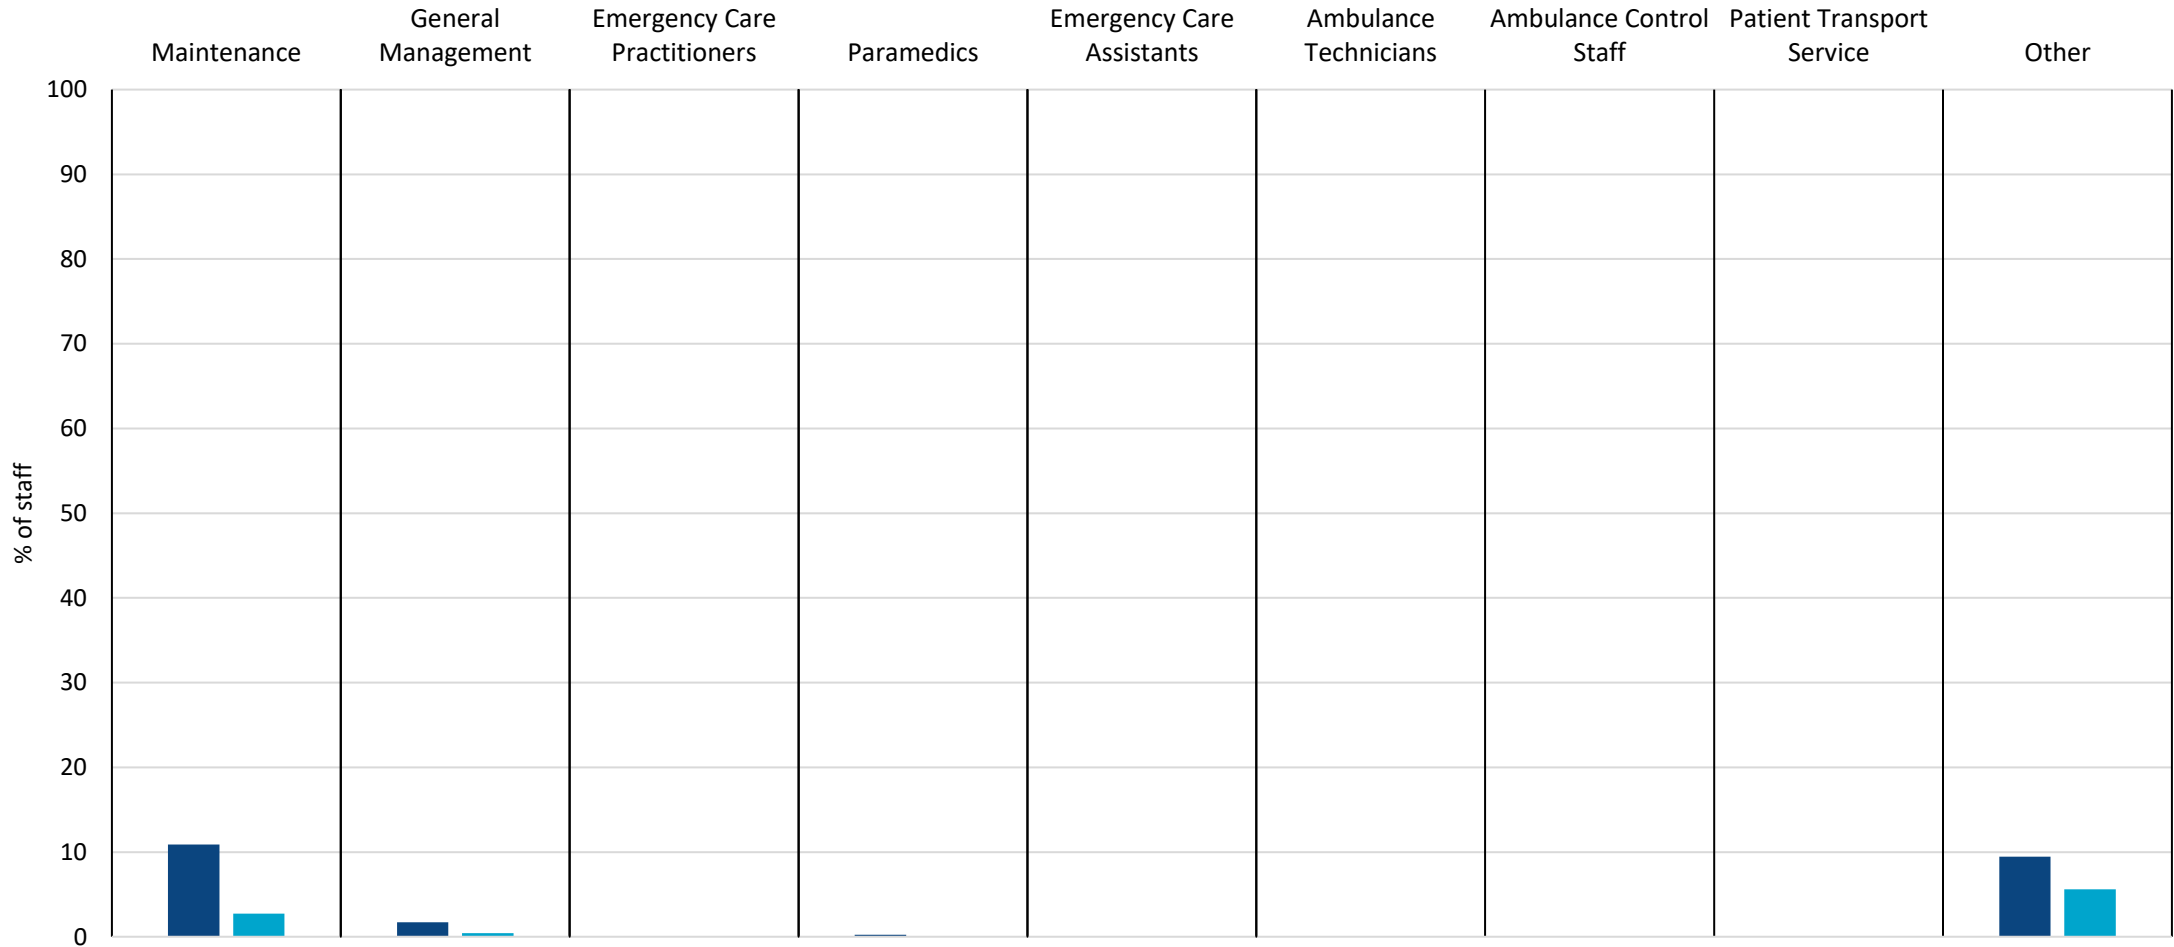 Maintenance
General
Management
Emergency Care
Practitioners
Paramedics
Emergency Care
Assistants
Ambulance
Technicians
Ambulance Control
Staff
Patient Transport
Service
Other
% of staff
100
90
80
70
60
50
40
30
20
10
0